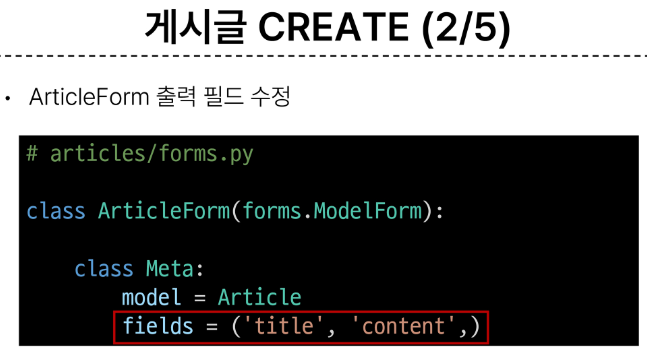 게시글 CREATE (2/5)
• ArticleForm 출력 필드 수정
# articles/forms.py
class ArticleForm(forms.ModelForm):
    class Meta:
        model = Article
        fields = ('title', 'content',)